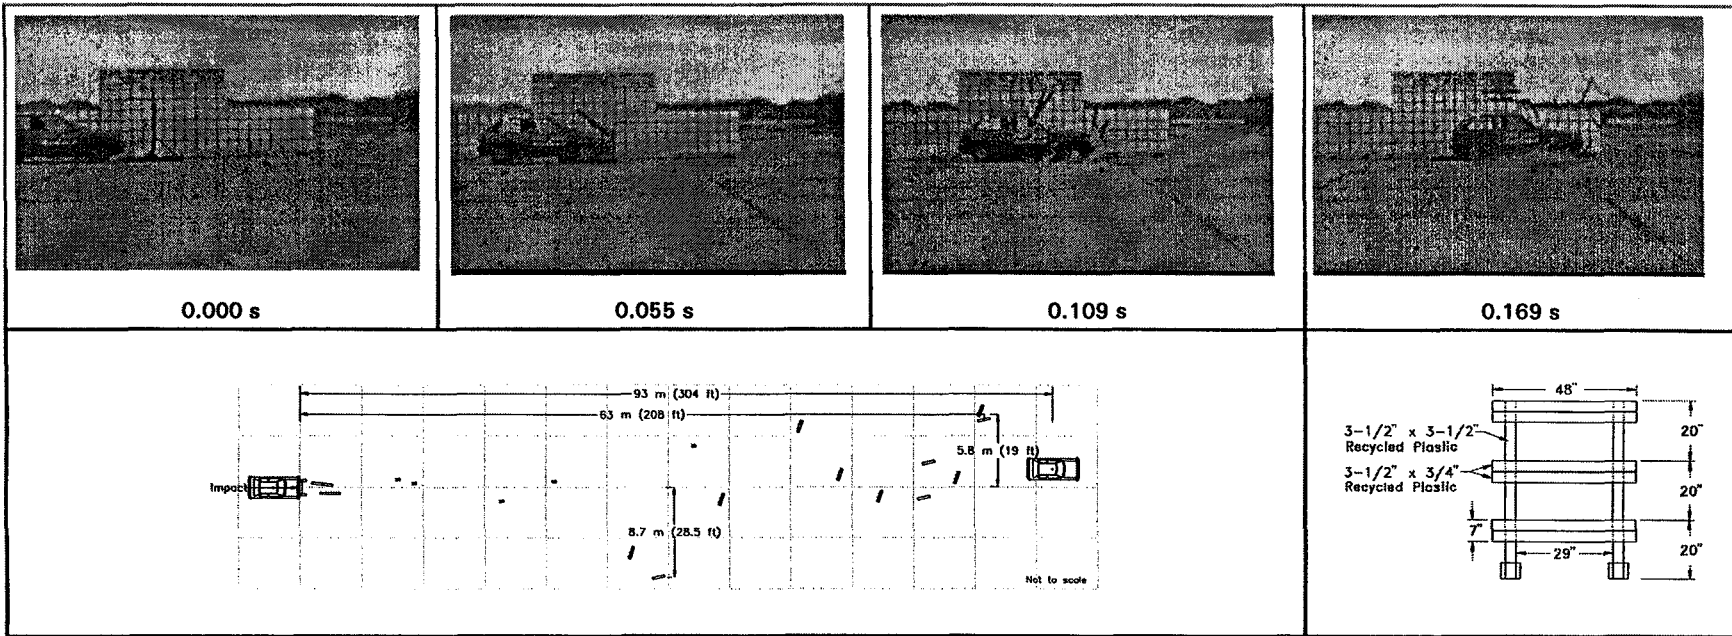 0.000 s
0.055 s
0.109 s
0.169 s
93 m (304 ft)
63 m (208 ft)
5.8 m (19 ft)
Impact
8.7 m (28.5 ft)
Not to scale
48"
3-1/2" x 3-1/2"
Recycled Plastic
3-1/2" x 3/4"
Recycled Plastic
20"
20"
7"
29"
20"